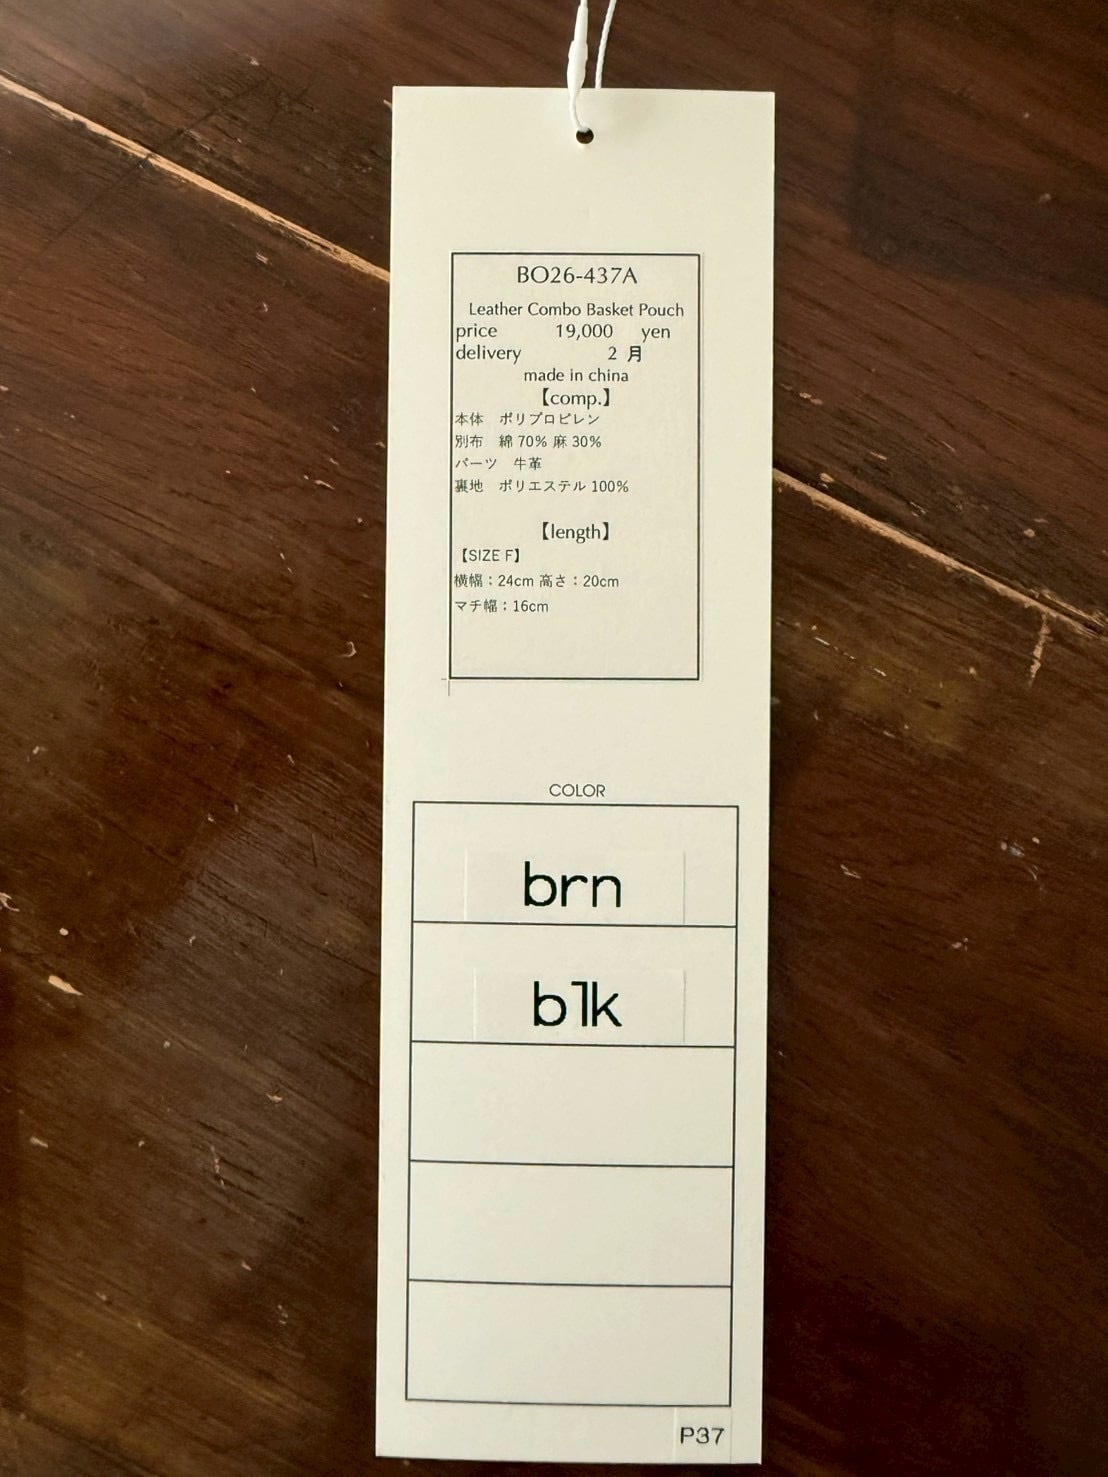 BO26-437A
Leather Combo Basket Pouch
price 19,000 yen
delivery 2 月
made in china
【comp.】
本体 ポリプロピレン
別布 綿 70% 麻 30%
パーツ 牛革
裏地 ポリエステル 100%
【length】
【SIZE F】
横幅：24cm 高さ：20cm
マチ幅：16cm
COLOR
brn
blk
P37